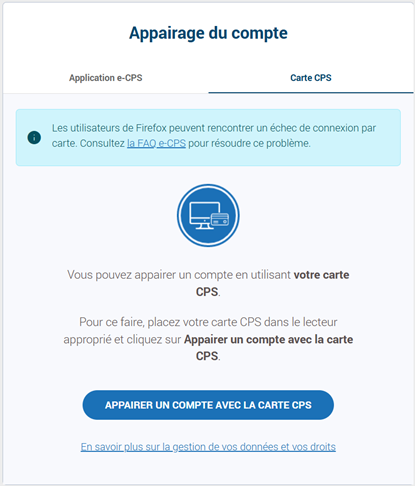 Appairage du compte
Application e-CPS
Carte CPS
Les utilisateurs de Firefox peuvent rencontrer un échec de connexion par
carte. Consultez la FAQ e-CPS pour résoudre ce problème.
Vous pouvez appairer un compte en utilisant votre carte
CPS.
Pour ce faire, placez votre carte CPS dans le lecteur
approprié et cliquez sur Appairer un compte avec la carte
CPS.
APPAIRER UN COMPTE AVEC LA CARTE CPS
En savoir plus sur la gestion de vos données et vos droits